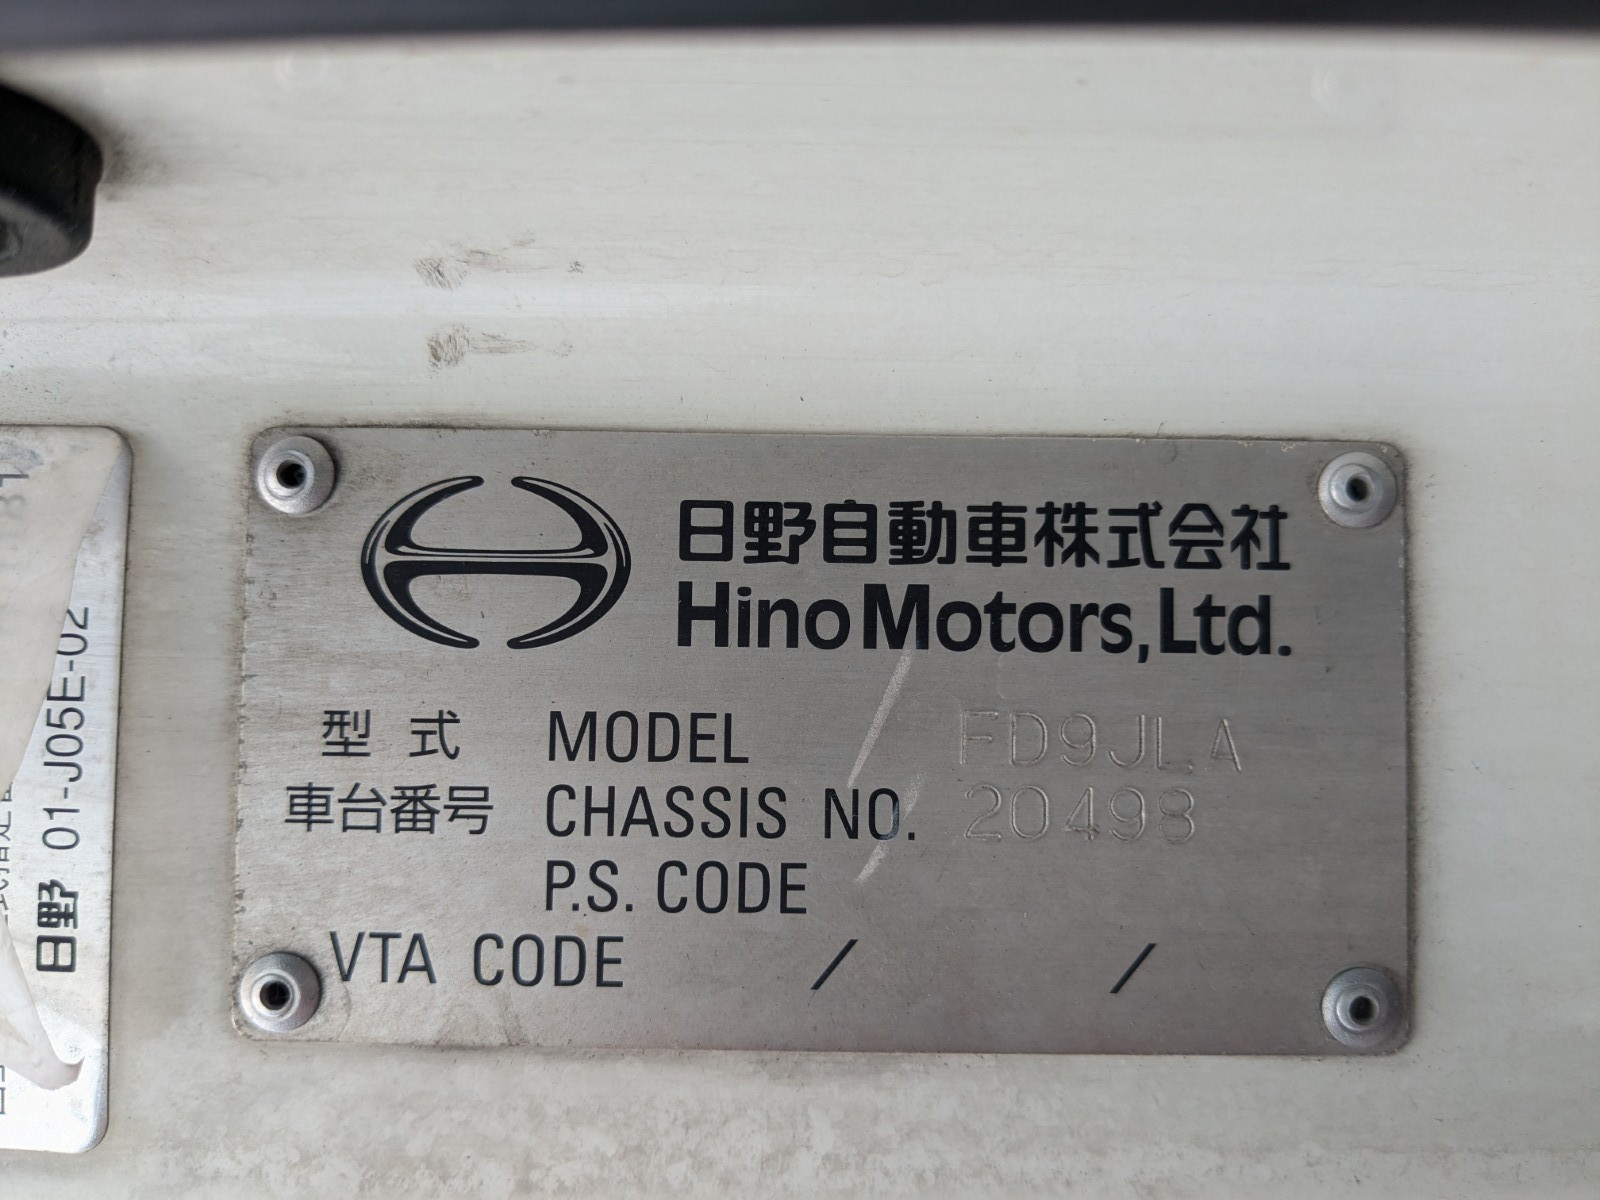 日野自動車株式会社
Hino Motors, Ltd.
型式 MODEL FD9JLA
車台番号 CHASSIS NO. 20498
P.S. CODE
VTA CODE / /
日野 01-J05E-02